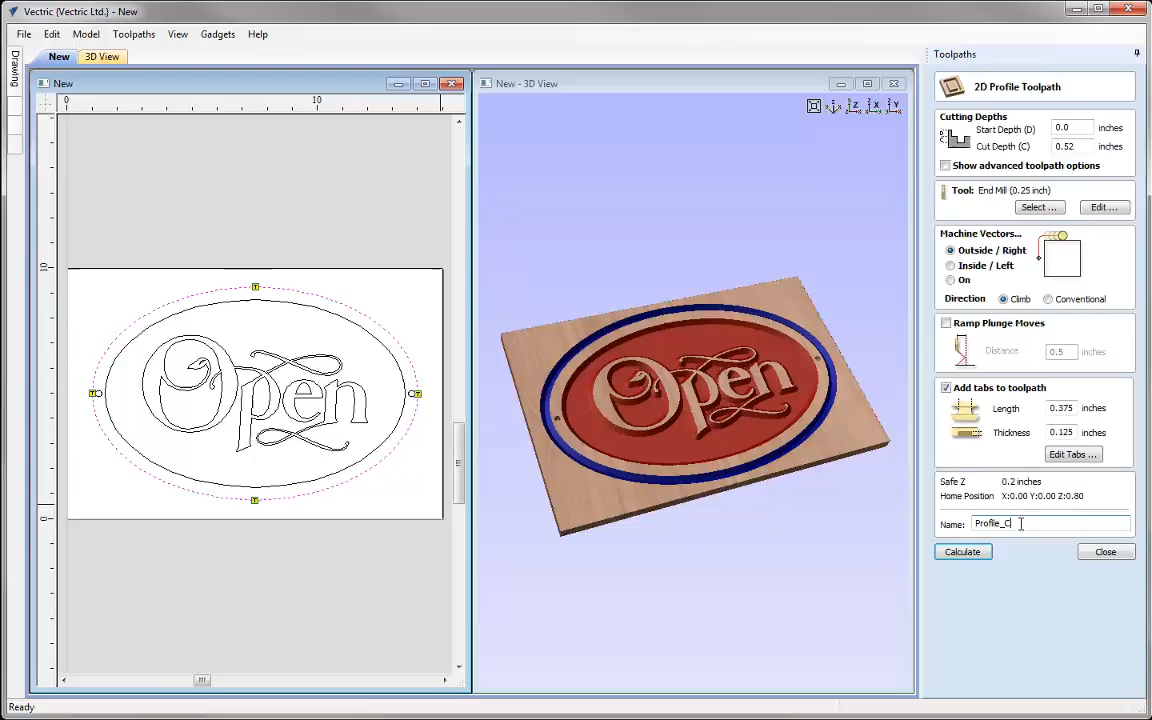 Vectric {Vectric Ltd.} - New
File Edit Model Toolpaths View Gadgets Help
Drawing
New 3D View
New
0 10
10
0
T
T
T
T
Open
New - 3D View
Z X Y
Open
Toolpaths
2D Profile Toolpath
Cutting Depths
Start Depth (D) 0.0 inches
Cut Depth (C) 0.52 inches
Show advanced toolpath options
Tool: End Mill (0.25 inch)
Select ... Edit ...
Machine Vectors...
Outside / Right
Inside / Left
On
Direction Climb Conventional
Ramp Plunge Moves
Distance 0.5 inches
Add tabs to toolpath
Length 0.375 inches
Thickness 0.125 inches
Edit Tabs ...
Safe Z 0.2 inches
Home Position X:0.00 Y:0.00 Z:0.80
Name: Profile_C
Calculate Close
Ready